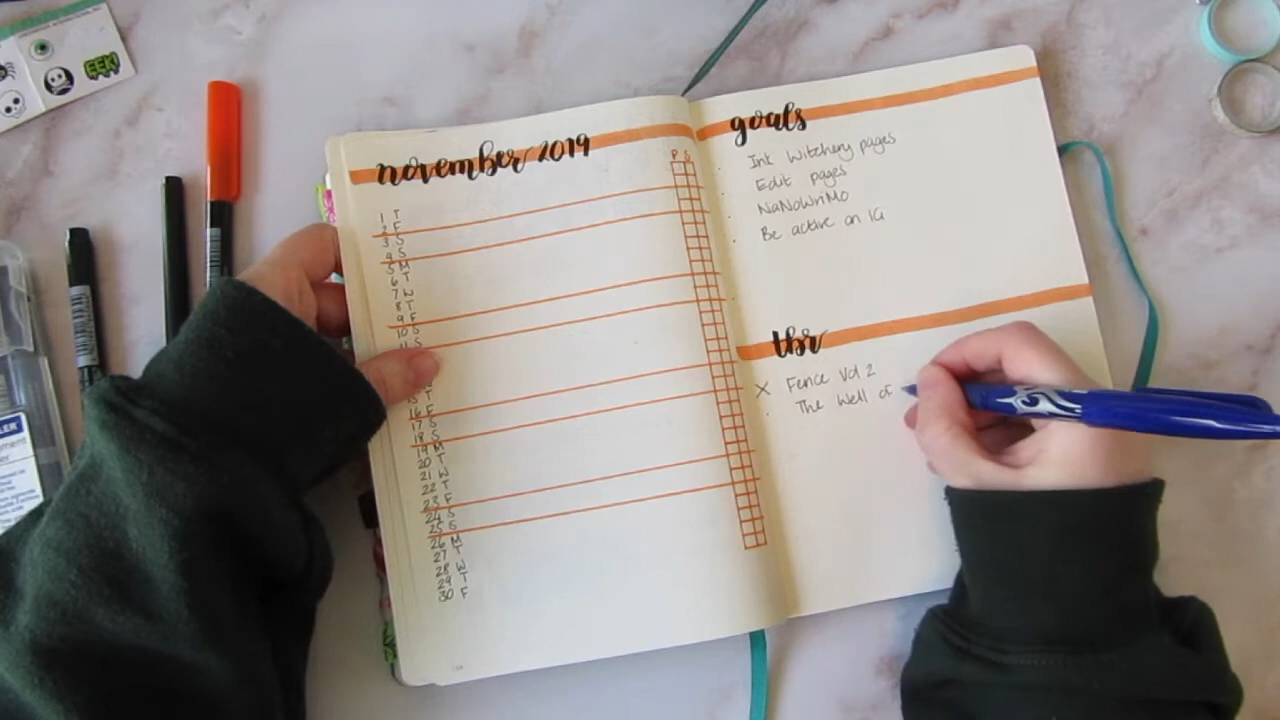 november 2019
P S
1 T
2 F
3 S
4 S
5 M
6 T
7 W
8 T
9 F
10 S
S
15 T
16 F
17 S
18 S
19 M
20 T
21 W
22 T
23 F
24 S
25 S
26 M
27 T
28 W
29 T
30 F
goals
Ink Witchery pages
Edit pages
NaNoWriMo
Be active on IG
tbr
X Fence Vol 2
The Well of
EEK!